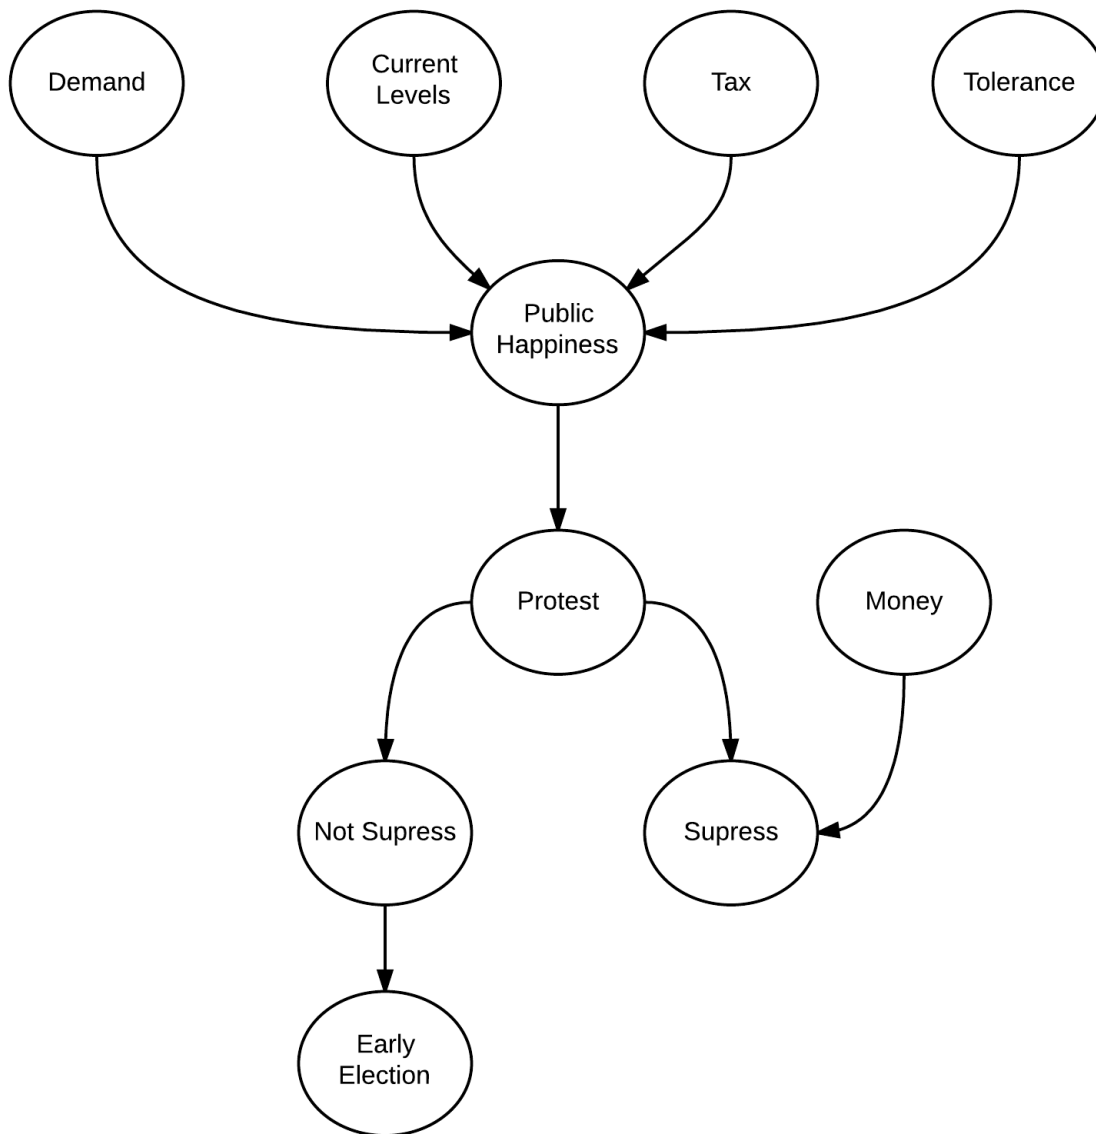 Demand
Current
Levels
Tax
Tolerance
Public
Happiness
Protest
Money
Not Supress
Supress
Early
Election